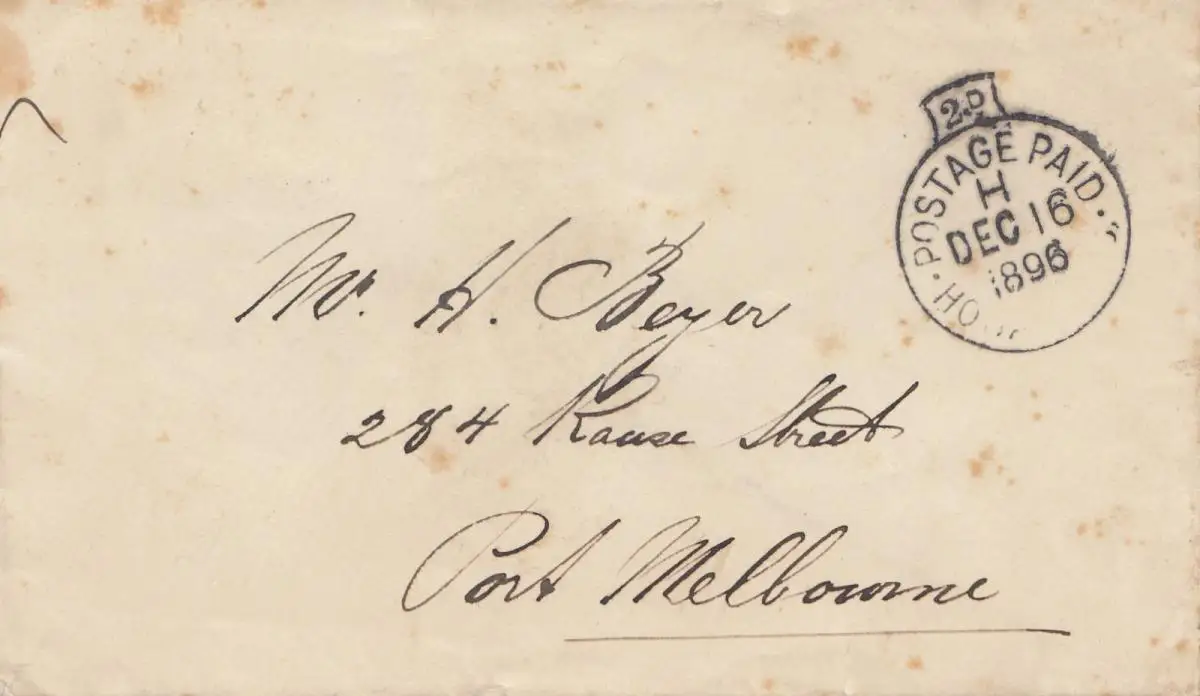 2D
POSTAGE PAID.
H
DEC 16
1896
Mr. H. Beyer
284 Rause Street
Port Melbourne